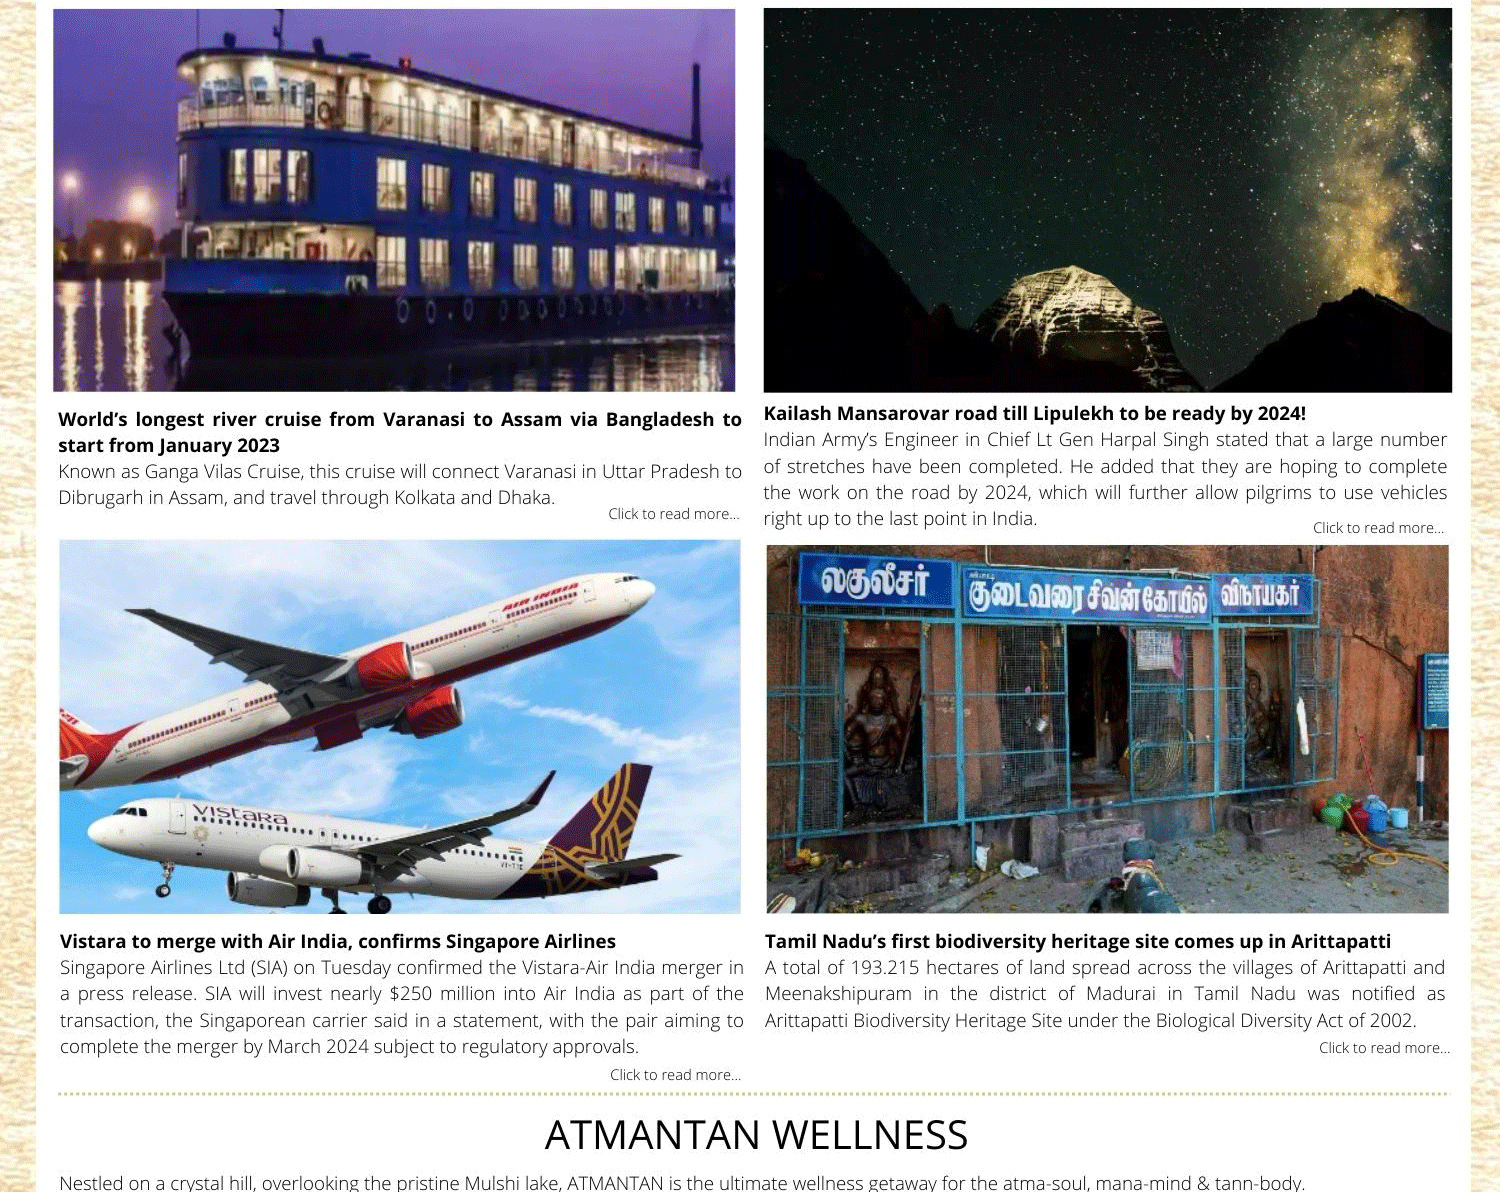 World’s longest river cruise from Varanasi to Assam via Bangladesh to
start from January 2023
Known as Ganga Vilas Cruise, this cruise will connect Varanasi in Uttar Pradesh to
Dibrugarh in Assam, and travel through Kolkata and Dhaka.
Click to read more...
Kailash Mansarovar road till Lipulekh to be ready by 2024!
Indian Army’s Engineer in Chief Lt Gen Harpal Singh stated that a large number
of stretches have been completed. He added that they are hoping to complete
the work on the road by 2024, which will further allow pilgrims to use vehicles
right up to the last point in India.
Click to read more...
AIR INDIA
VISTARA
Vistara to merge with Air India, confirms Singapore Airlines
Singapore Airlines Ltd (SIA) on Tuesday confirmed the Vistara-Air India merger in
a press release. SIA will invest nearly $250 million into Air India as part of the
transaction, the Singaporean carrier said in a statement, with the pair aiming to
complete the merger by March 2024 subject to regulatory approvals.
Click to read more...
லகுலீசர்
குடைவரை சிவன் கோயில்
விநாயகர்
Tamil Nadu’s first biodiversity heritage site comes up in Arittapatti
A total of 193.215 hectares of land spread across the villages of Arittapatti and
Meenakshipuram in the district of Madurai in Tamil Nadu was notified as
Arittapatti Biodiversity Heritage Site under the Biological Diversity Act of 2002.
Click to read more...
ATMANTAN WELLNESS
Nestled on a crystal hill, overlooking the pristine Mulshi lake, ATMANTAN is the ultimate wellness getaway for the atma-soul, mana-mind & tann-body.